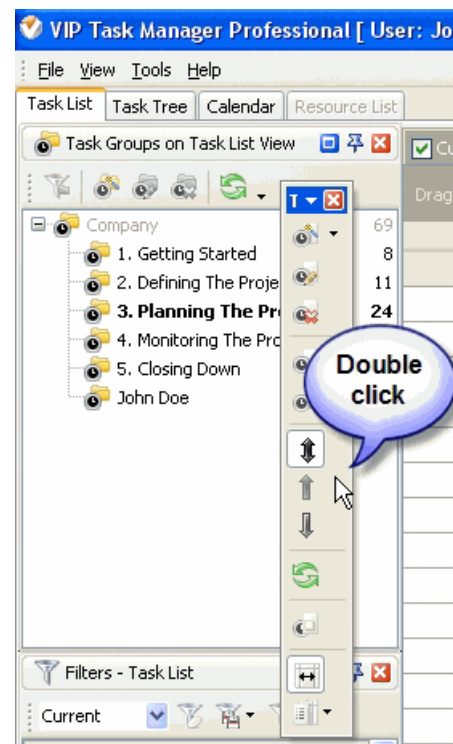 VIP Task Manager Professional [ User: Jo
File View Tools Help
Task List Task Tree Calendar Resource List
Task Groups on Task List View
Cu
T
Drag
Company 69
1. Getting Started 8
2. Defining The Proje 11
3. Planning The Pr 24
4. Monitoring The Pro
5. Closing Down
John Doe
Double
click
Filters - Task List
Current